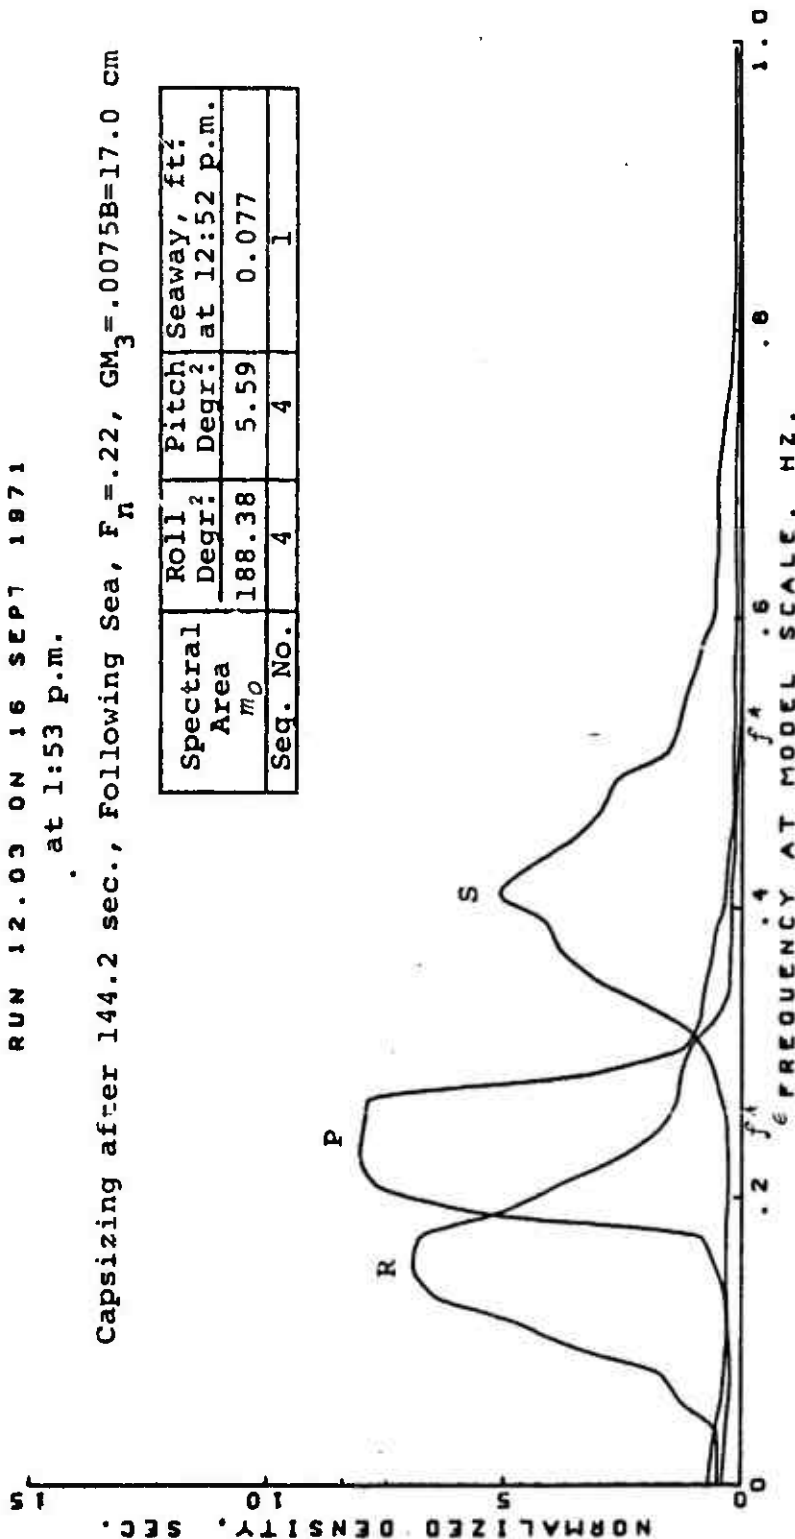 RUN 12.03 ON 16 SEPT 1971
at 1:53 p.m.
Capsizing after 144.2 sec., Following Sea, Fn=.22, GM3=.0075B=17.0 cm
Spectral Area mo | Roll Degr.2 | Pitch Degr.2 | Seaway, ft.2 at 12:52 p.m.
188.38 | 5.59 | 0.077
Seq. No. | 4 | 4 | 1
NORMALIZED DENSITY, SEC.
15
10
5
0
R
P
S
0 .2 .4 .6 .8 1.0
FREQUENCY AT MODEL SCALE, HZ.